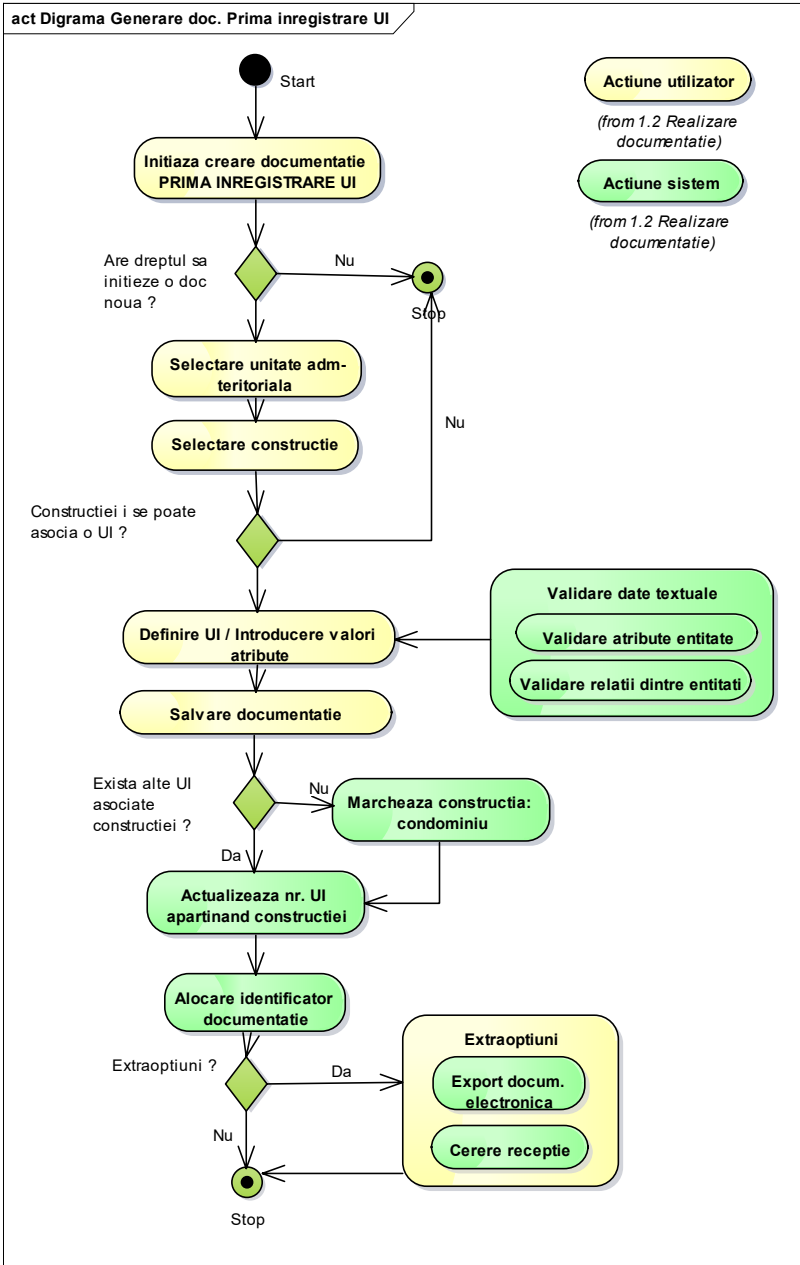 act Digrama Generare doc. Prima inregistrare UI
Start
Actiune utilizator
(from 1.2 Realizare
documentatie)
Actiune sistem
(from 1.2 Realizare
documentatie)
Initiaza creare documentatie
PRIMA INREGISTRARE UI
Are dreptul sa
initieze o doc
noua ?
Nu
Stop
Selectare unitate adm-
teritoriala
Selectare constructie
Nu
Constructiei i se poate
asocia o UI ?
Definire UI / Introducere valori
atribute
Validare date textuale
Validare atribute entitate
Validare relatii dintre entitati
Salvare documentatie
Exista alte UI
asociate
constructiei ?
Nu
Marcheaza constructia:
condominiu
Da
Actualizeaza nr. UI
apartinand constructiei
Alocare identificator
documentatie
Extraoptiuni ?
Da
Extraoptiuni
Export docum.
electronica
Cerere receptie
Nu
Stop